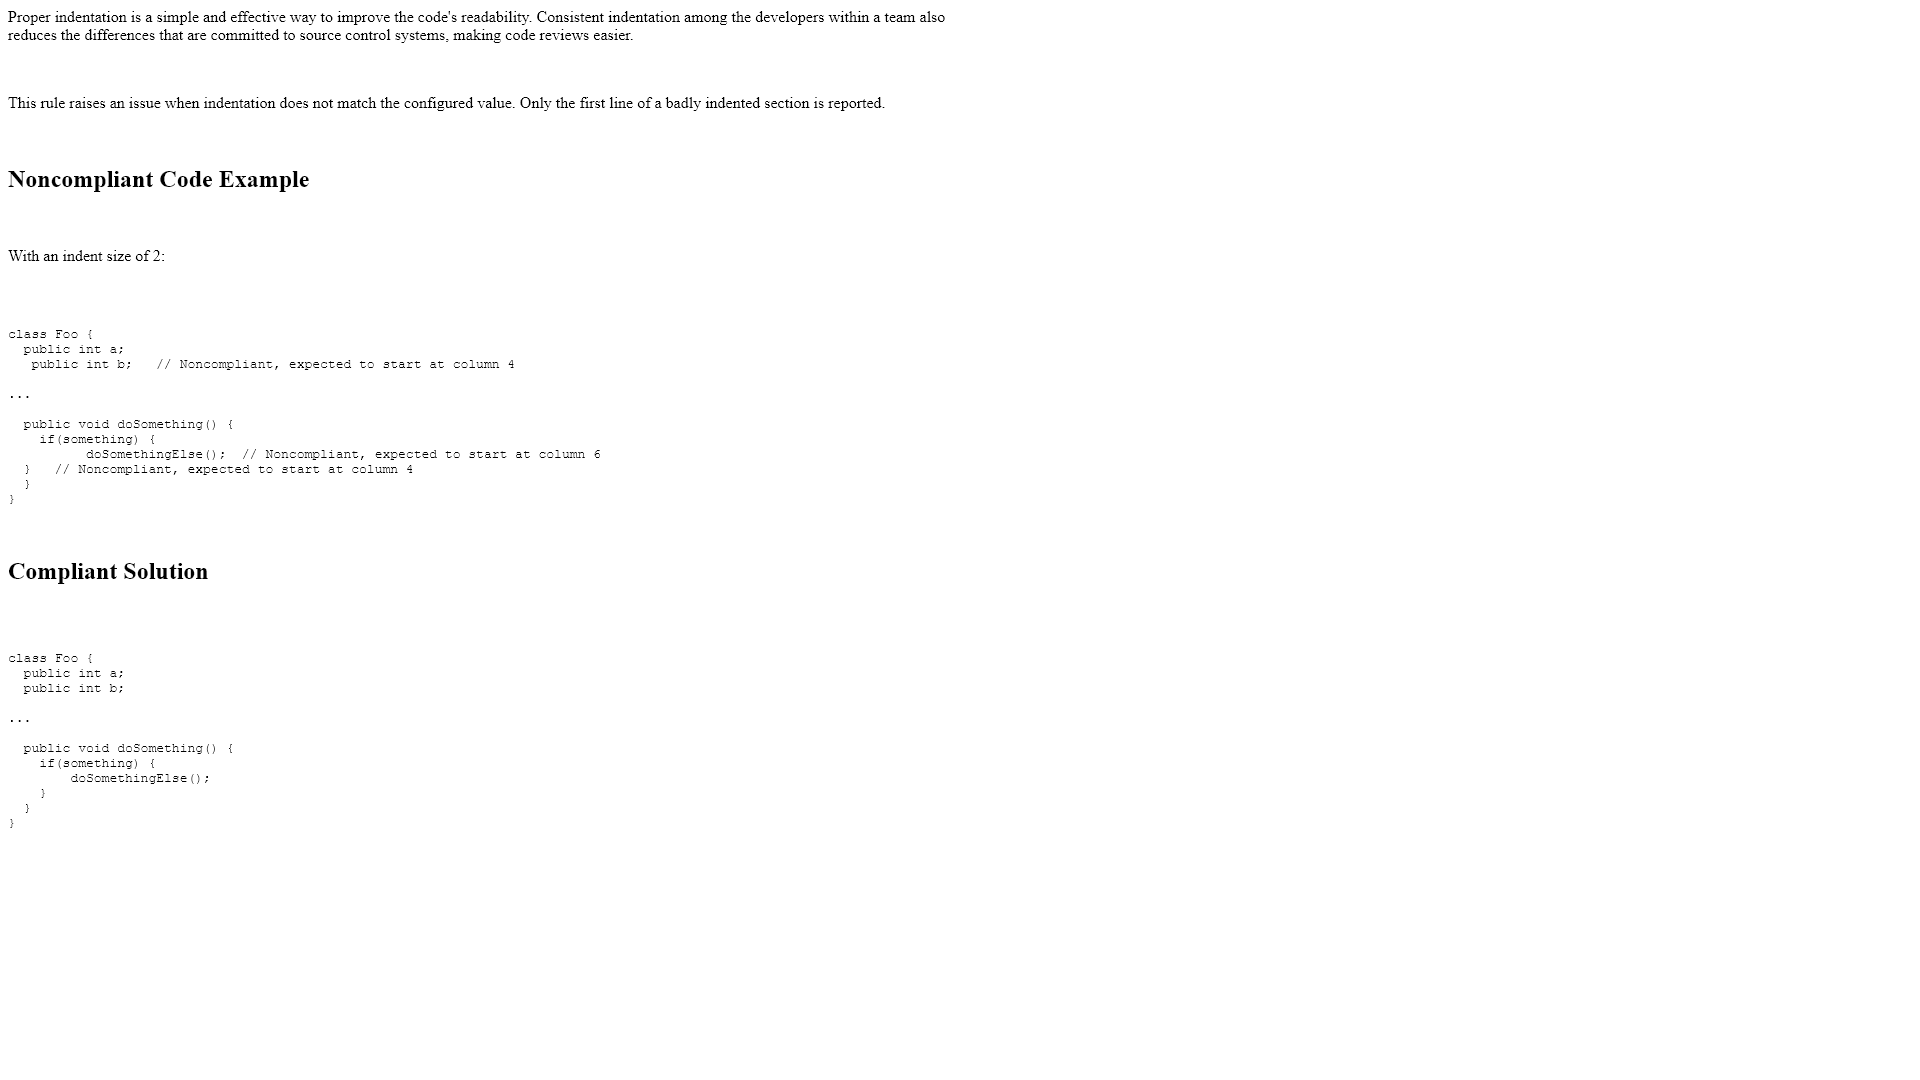 Proper indentation is a simple and effective way to improve the code's readability. Consistent indentation among the developers within a team also
reduces the differences that are committed to source control systems, making code reviews easier.
This rule raises an issue when indentation does not match the configured value. Only the first line of a badly indented section is reported.
Noncompliant Code Example
With an indent size of 2:
class Foo {
  public int a;
   public int b;   // Noncompliant, expected to start at column 4
...
  public void doSomething() {
    if(something) {
          doSomethingElse();  // Noncompliant, expected to start at column 6
  }   // Noncompliant, expected to start at column 4
  }
}
Compliant Solution
class Foo {
  public int a;
  public int b;
...
  public void doSomething() {
    if(something) {
        doSomethingElse();
    }
  }
}